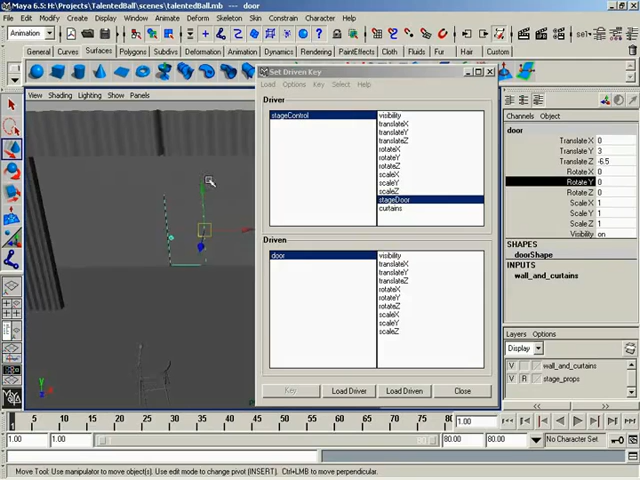 Maya 6.5: H:\Projects\TalentedBall\scenes\talentedBall.mb  ---  door
File Edit Modify Create Display Window Animate Deform Skeleton Skin Constrain Character Help
Animation
sel
General Curves Surfaces Polygons Subdivs Deformation Animation Dynamics Rendering PaintEffects Cloth Fluids Fur Hair Custom
View Shading Lighting Show Panels
Set Driven Key
Load Options Key Select Help
Driver
stageControl
visibility
translateX
translateY
translateZ
rotateX
rotateY
rotateZ
scaleX
scaleY
scaleZ
stageDoor
curtains
Driven
door
visibility
translateX
translateY
translateZ
rotateX
rotateY
rotateZ
scaleX
scaleY
scaleZ
Key Load Driver Load Driven Close
Channels Object
door
Translate X 0
Translate Y 3
Translate Z -6.5
Rotate X 0
Rotate Y 0
Rotate Z 0
Scale X 1
Scale Y 1
Scale Z 1
Visibility on
SHAPES
doorShape
INPUTS
wall_and_curtains
Layers Options
Display
V wall_and_curtains
V R stage_props
y
5 10 15 20 25 30 35 40 45 50 55 60 65 70 75 80
1.00
1.00 1.00 80.00 80.00 No Character Set
Move Tool: Use manipulator to move object(s). Use edit mode to change pivot (INSERT). Ctrl+LMB to move perpendicular.